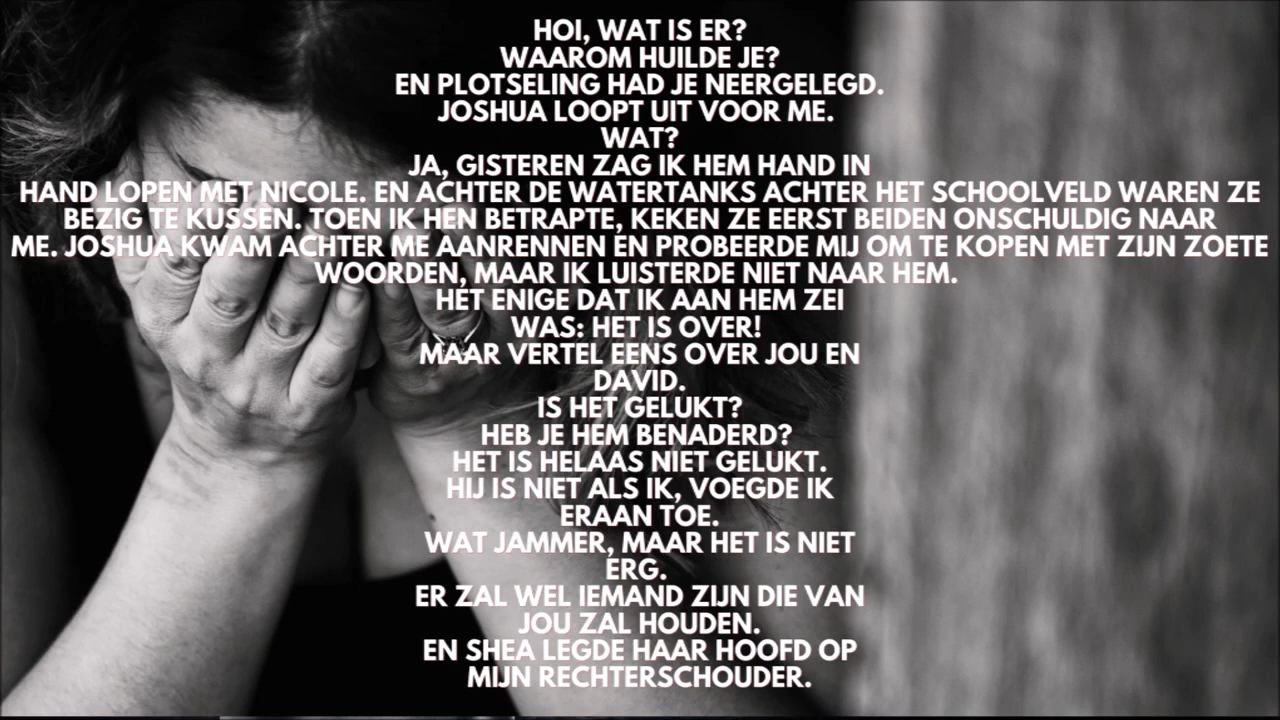 HOI, WAT IS ER?
WAAROM HUILDE JE?
EN PLOTSELING HAD JE NEERGELEGD.
JOSHUA LOOPT UIT VOOR ME.
WAT?
JA, GISTEREN ZAG IK HEM HAND IN
HAND LOPEN MET NICOLE. EN ACHTER DE WATERTANKS ACHTER HET SCHOOLVELD WAREN ZE
BEZIG TE KUSSEN. TOEN IK HEN BETRAPTE, KEKEN ZE EERST BEIDEN ONSCHULDIG NAAR
ME. JOSHUA KWAM ACHTER ME AANRENNEN EN PROBEERDE MIJ OM TE KOPEN MET ZIJN ZOETE
WOORDEN, MAAR IK LUISTERDE NIET NAAR HEM.
HET ENIGE DAT IK AAN HEM ZEI
WAS: HET IS OVER!
MAAR VERTEL EENS OVER JOU EN
DAVID.
IS HET GELUKT?
HEB JE HEM BENADERD?
HET IS HELAAS NIET GELUKT.
HIJ IS NIET ALS IK, VOEGDE IK
ERAAN TOE.
WAT JAMMER, MAAR HET IS NIET
ERG.
ER ZAL WEL IEMAND ZIJN DIE VAN
JOU ZAL HOUDEN.
EN SHEA LEGDE HAAR HOOFD OP
MIJN RECHTERSCHOUDER.